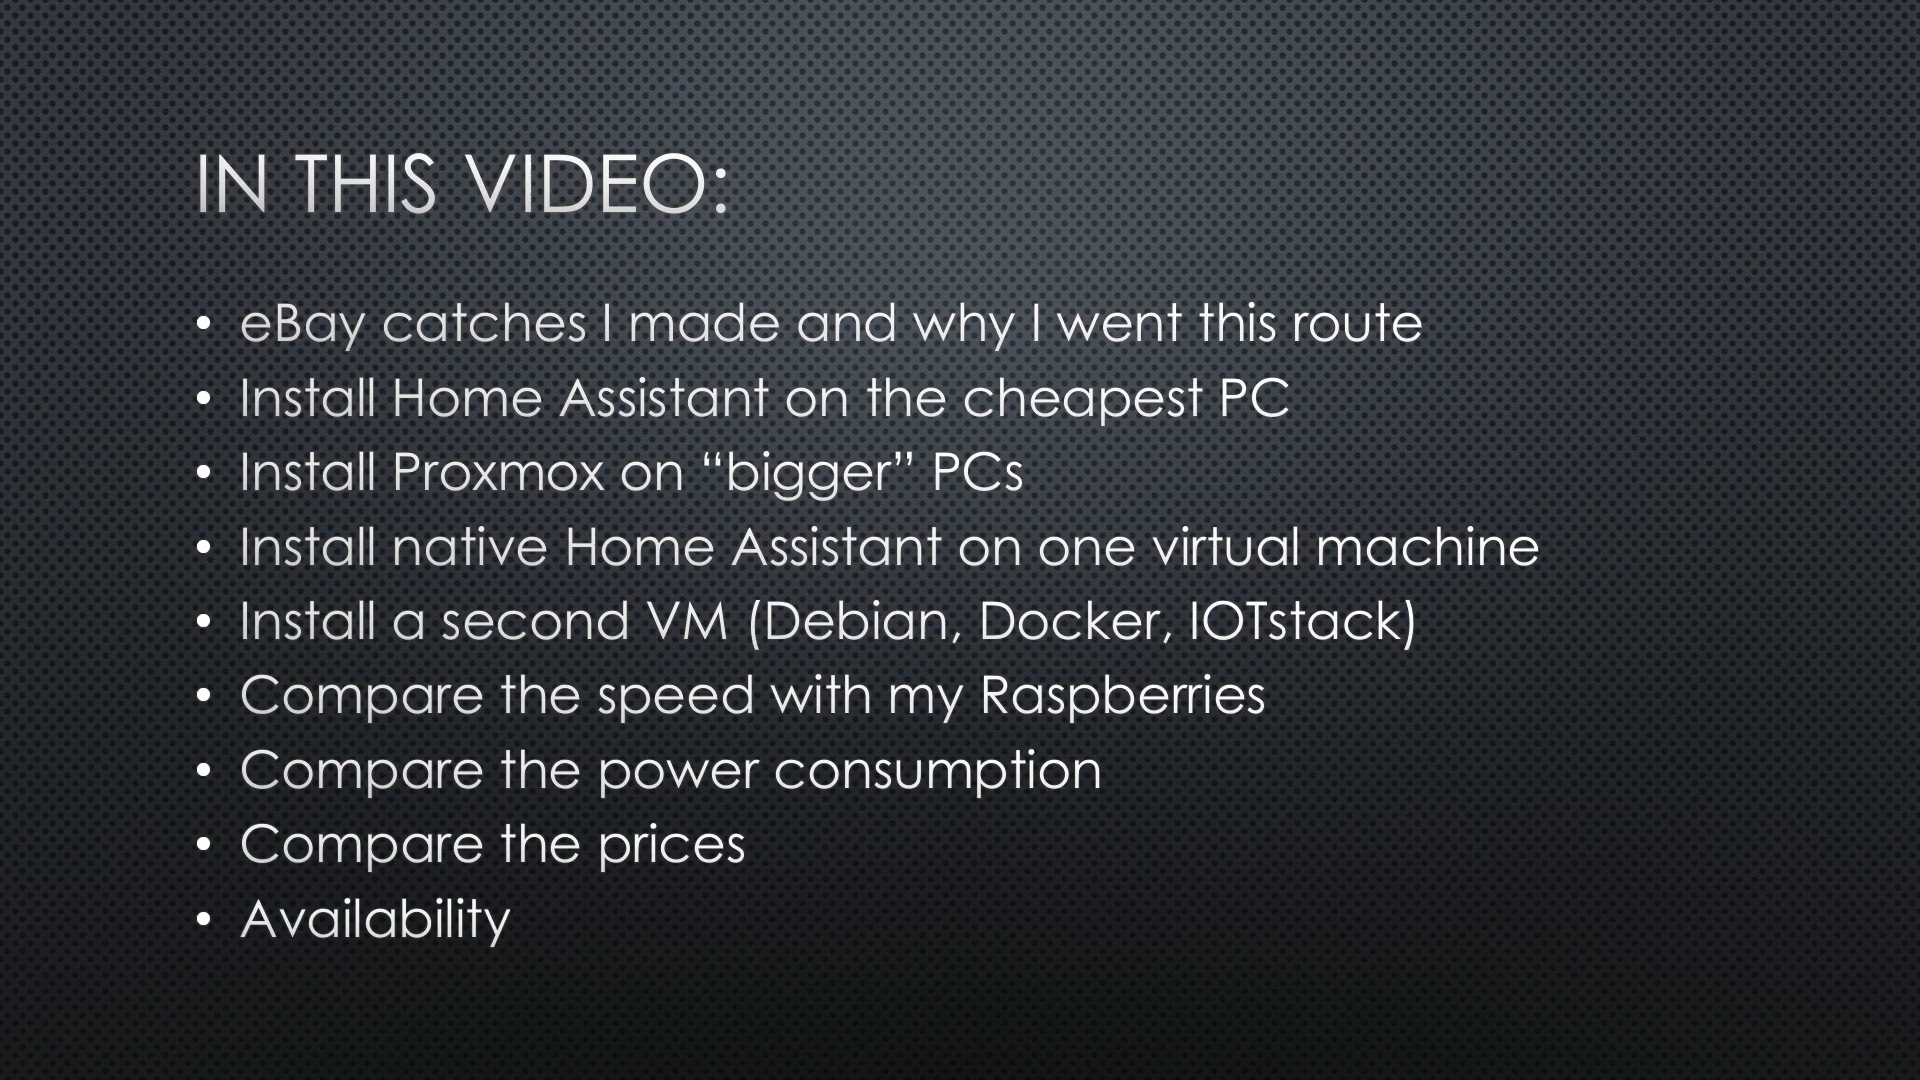 IN THIS VIDEO:
• eBay catches I made and why I went this route
• Install Home Assistant on the cheapest PC
• Install Proxmox on “bigger” PCs
• Install native Home Assistant on one virtual machine
• Install a second VM (Debian, Docker, IOTstack)
• Compare the speed with my Raspberries
• Compare the power consumption
• Compare the prices
• Availability